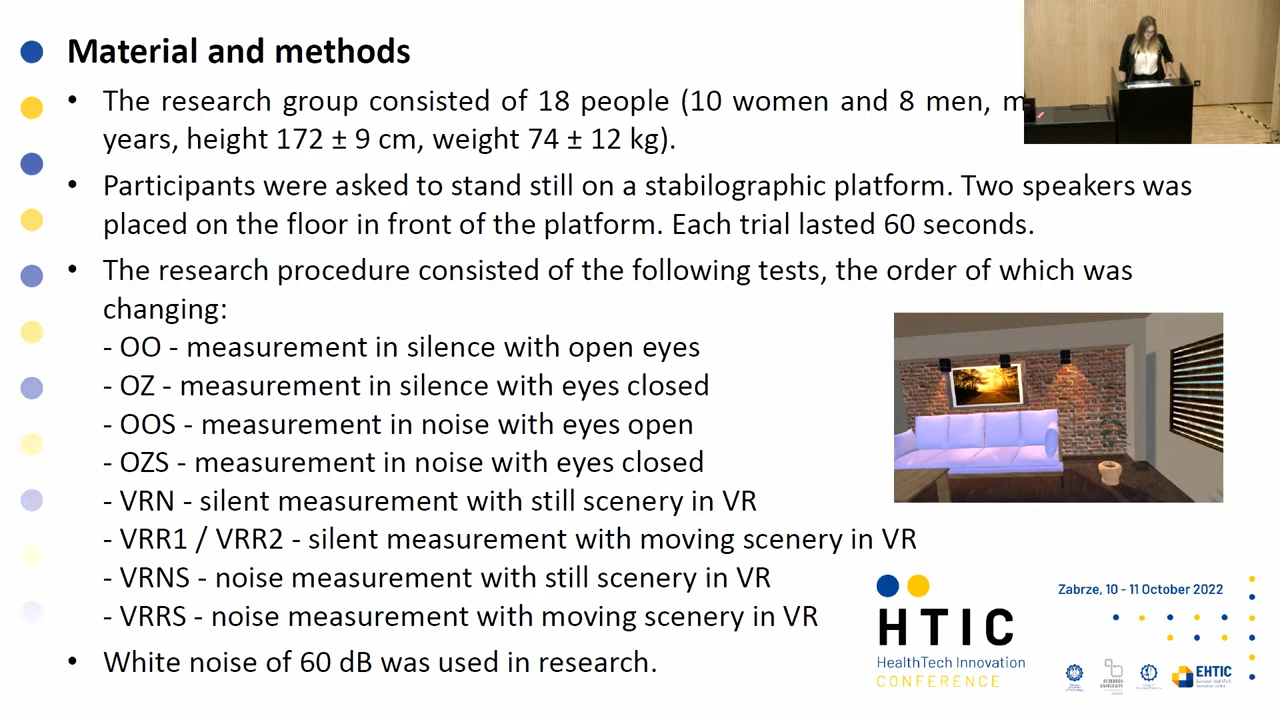 Material and methods
• The research group consisted of 18 people (10 women and 8 men, m
years, height 172 ± 9 cm, weight 74 ± 12 kg).
• Participants were asked to stand still on a stabilographic platform. Two speakers was
placed on the floor in front of the platform. Each trial lasted 60 seconds.
• The research procedure consisted of the following tests, the order of which was
changing:
- OO - measurement in silence with open eyes
- OZ - measurement in silence with eyes closed
- OOS - measurement in noise with eyes open
- OZS - measurement in noise with eyes closed
- VRN - silent measurement with still scenery in VR
- VRR1 / VRR2 - silent measurement with moving scenery in VR
- VRNS - noise measurement with still scenery in VR
- VRRS - noise measurement with moving scenery in VR
• White noise of 60 dB was used in research.
Zabrze, 10 - 11 October 2022
HTIC
HealthTech Innovation
CONFERENCE
EHTIC